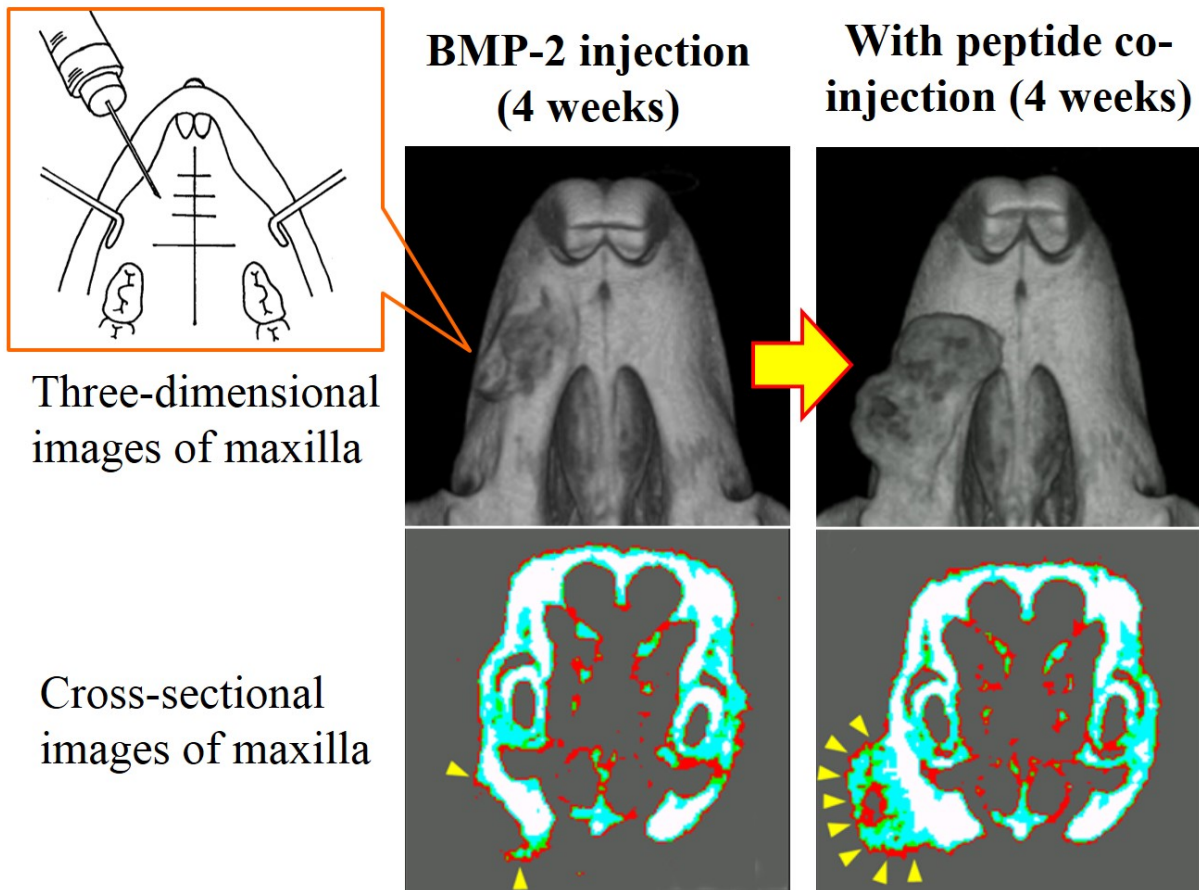 BMP-2 injection
(4 weeks)
With peptide co-
injection (4 weeks)
Three-dimensional
images of maxilla
Cross-sectional
images of maxilla